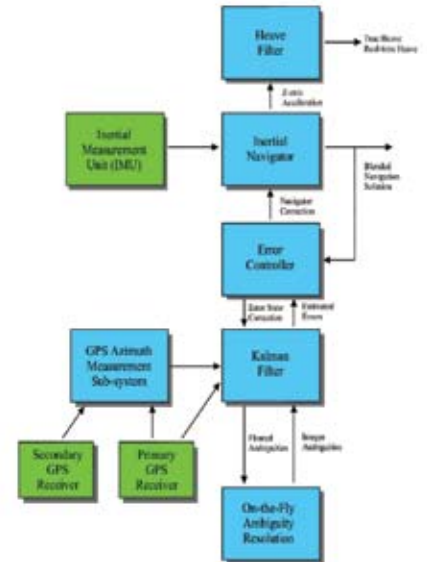 Heave
Filter
True Heave
Real-time Heave
Z-axis
Acceleration
Inertial
Measurement
Unit (IMU)
Inertial
Navigator
Blended
Navigation
Solution
Navigator
Correction
Error
Controller
Error State
Correction
Estimated
Errors
GPS Azimuth
Measurement
Sub-system
Kalman
Filter
Secondary
GPS
Receiver
Primary
GPS
Receiver
Floated
Ambiguities
Integer
Ambiguities
On-the-Fly
Ambiguity
Resolution